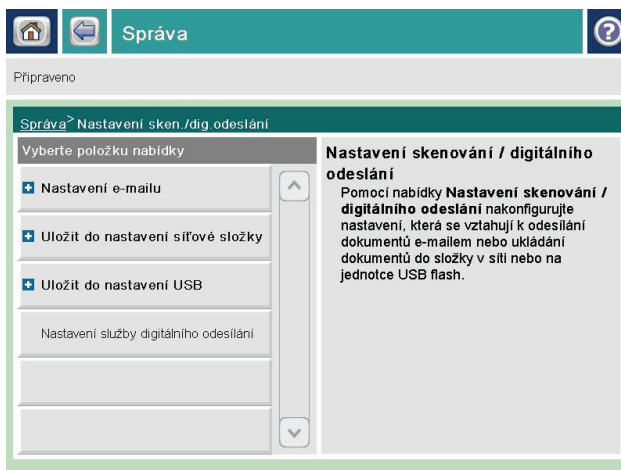 Správa
Připraveno
Správa>Nastavení sken./dig.odeslání
Vyberte položku nabídky
Nastavení e-mailu
Uložit do nastavení síťové složky
Uložit do nastavení USB
Nastavení služby digitálního odesílání
Nastavení skenování / digitálního
odeslání
Pomocí nabídky Nastavení skenování /
digitálního odeslání nakonfigurujte
nastavení, která se vztahují k odesílání
dokumentů e-mailem nebo ukládání
dokumentů do složky v síti nebo na
jednotce USB flash.